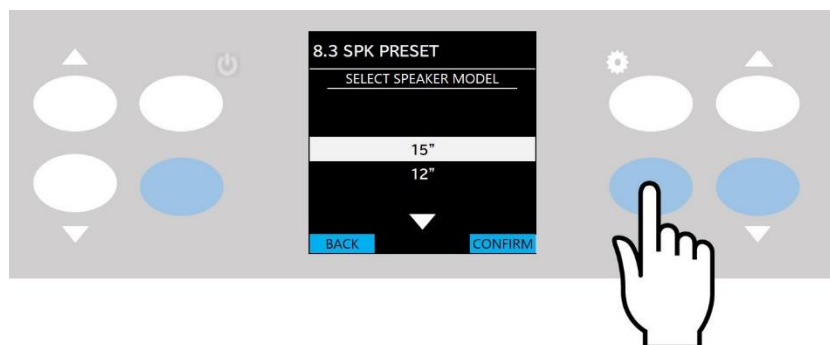 8.3 SPK PRESET
SELECT SPEAKER MODEL
15”
12”
BACK CONFIRM